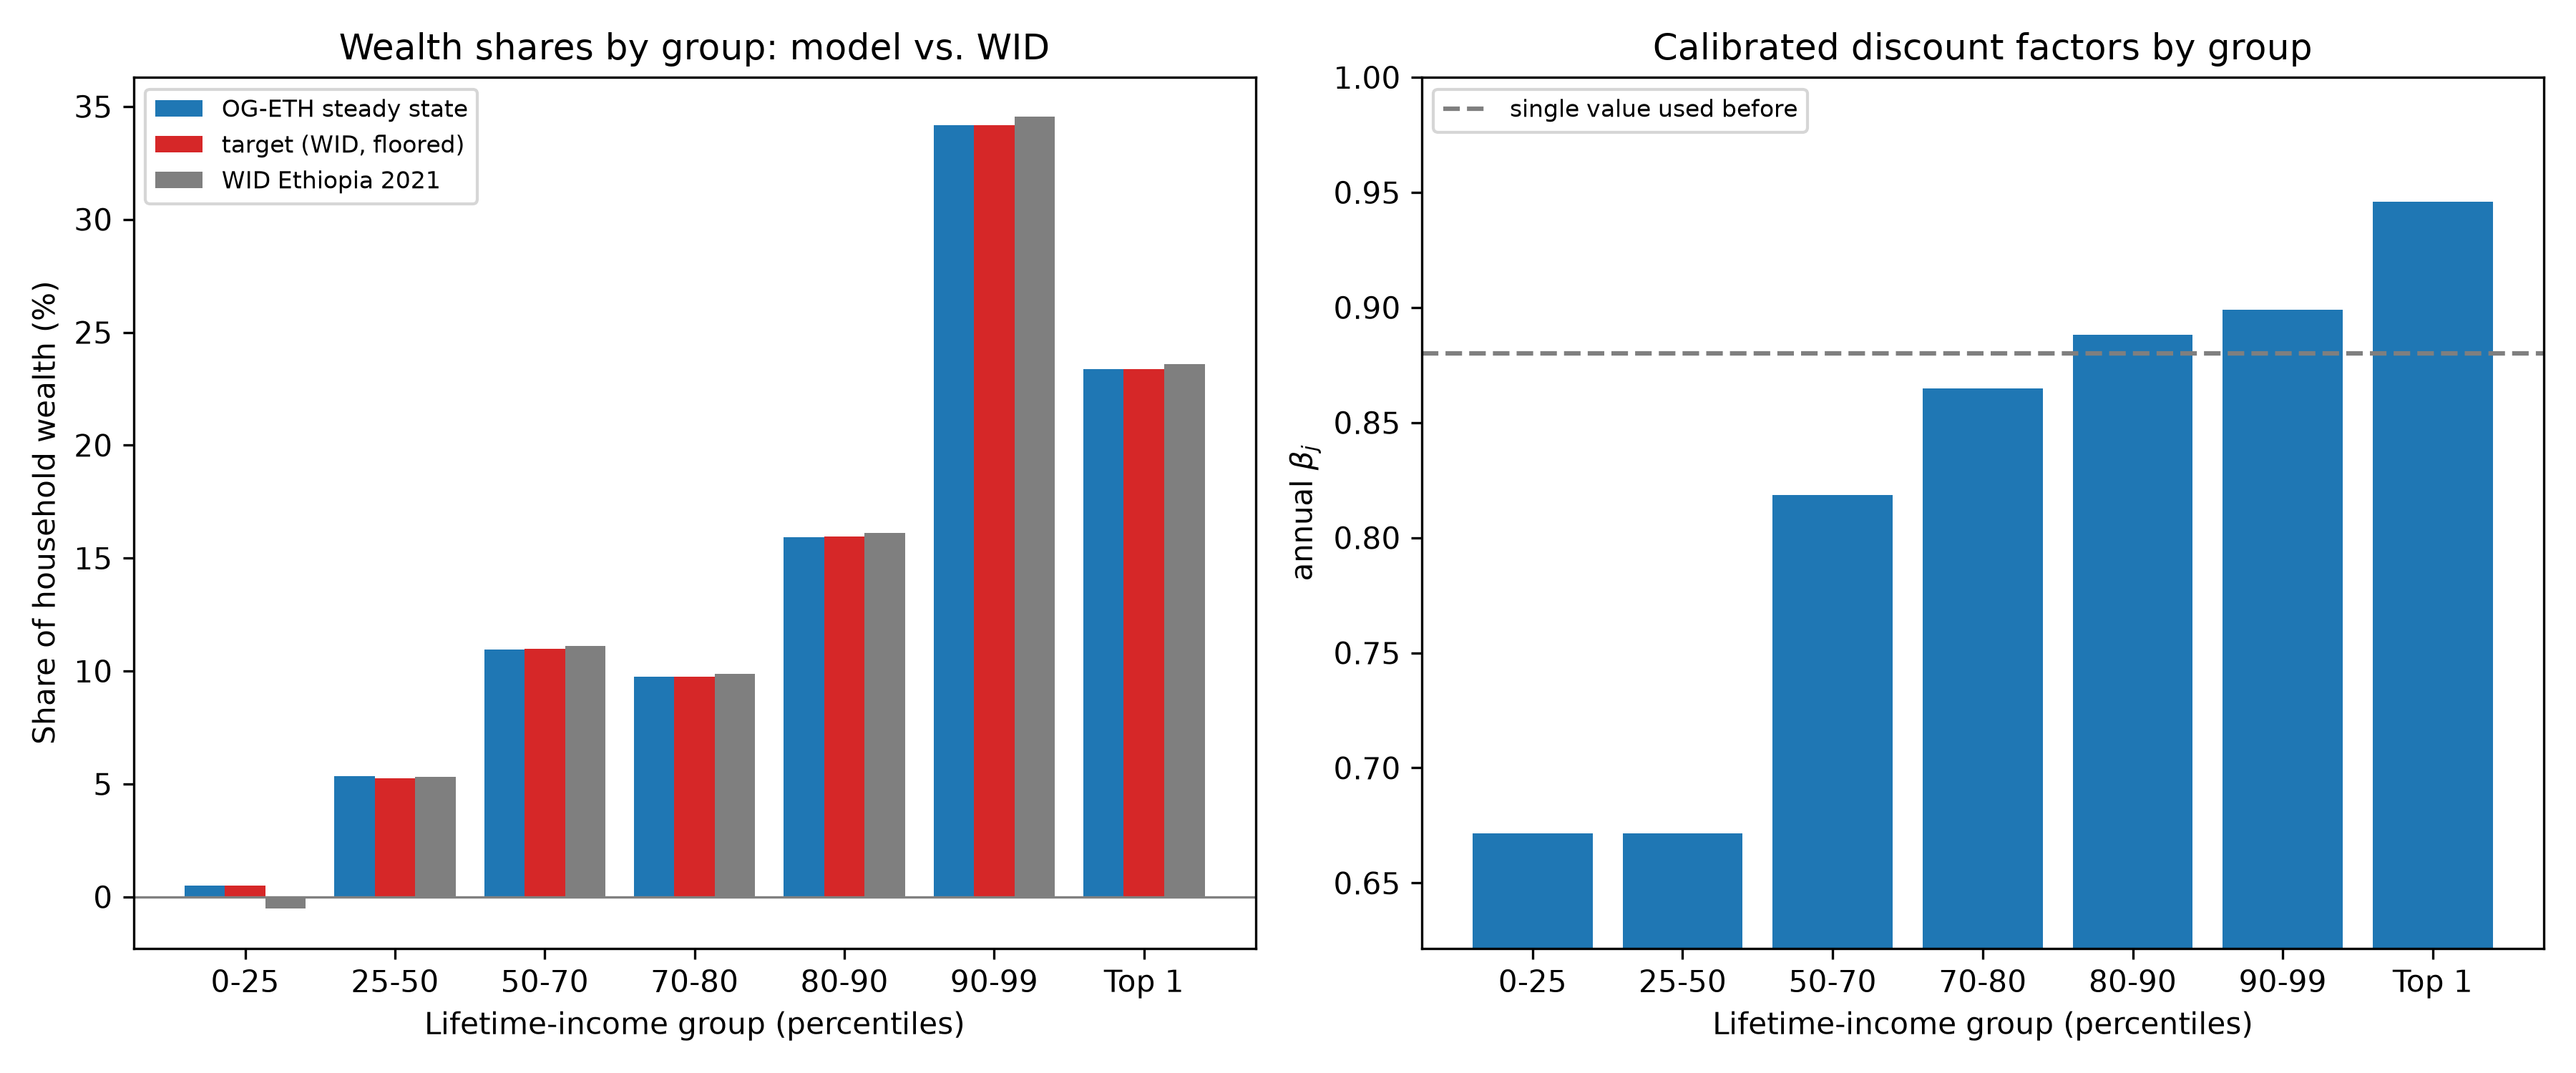 Wealth shares by group: model vs. WID
OG-ETH steady state
target (WID, floored)
WID Ethiopia 2021
Share of household wealth (%)
35
30
25
20
15
10
5
0
0-25 25-50 50-70 70-80 80-90 90-99 Top 1
Lifetime-income group (percentiles)
Calibrated discount factors by group
single value used before
annual βj
1.00
0.95
0.90
0.85
0.80
0.75
0.70
0.65
0-25 25-50 50-70 70-80 80-90 90-99 Top 1
Lifetime-income group (percentiles)